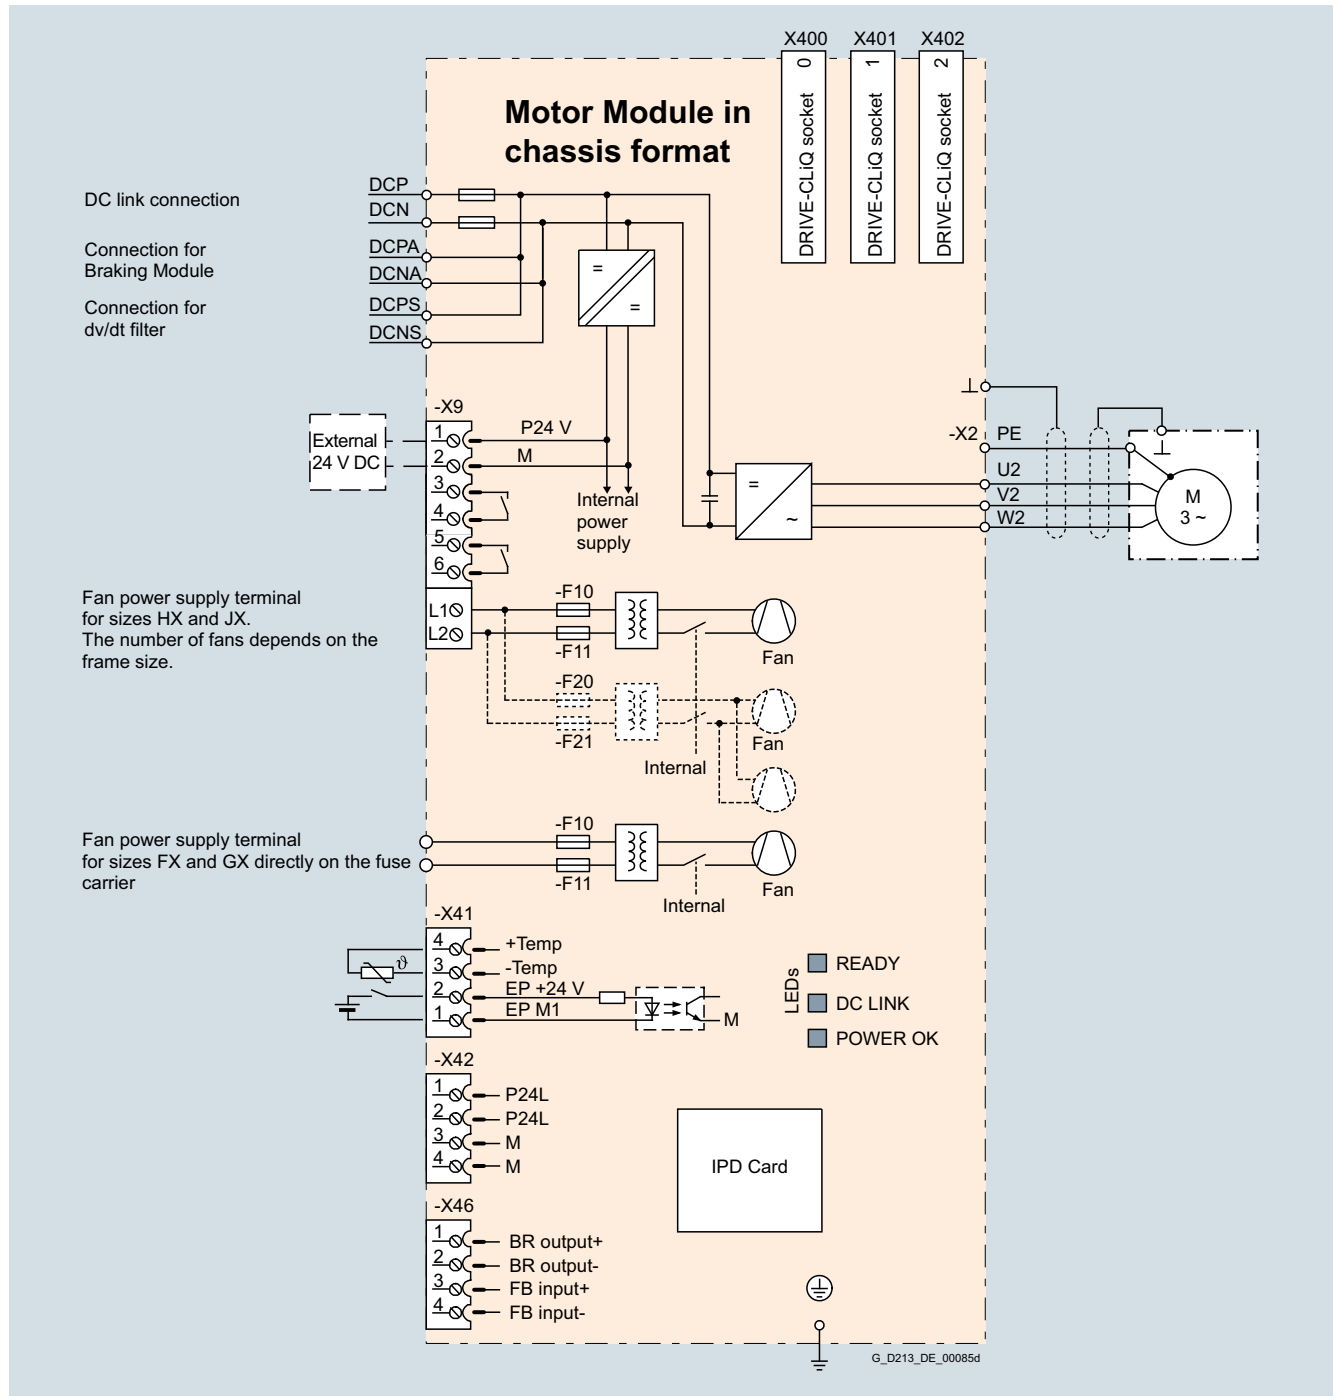 X400 X401 X402
0 1 2
DRIVE-CLiQ socket
DRIVE-CLiQ socket
DRIVE-CLiQ socket
Motor Module in
chassis format
DC link connection
DCP
DCN
Connection for
Braking Module
DCPA
DCNA
Connection for
dv/dt filter
DCPS
DCNS
=
=
-X9
External
24 V DC
1
2
3
4
5
6
P24 V
M
Internal
power
supply
=
~
-X2 PE
U2
V2
W2
M
3 ~
Fan power supply terminal
for sizes HX and JX.
The number of fans depends on the
frame size.
L1
L2
-F10
-F11
Fan
-F20
-F21
Fan
Internal
Fan power supply terminal
for sizes FX and GX directly on the fuse
carrier
-F10
-F11
Fan
Internal
-X41
ϑ
4 +Temp
3 -Temp
2 EP +24 V
1 EP M1
M
LEDs
READY
DC LINK
POWER OK
-X42
1 P24L
2 P24L
3 M
4 M
IPD Card
-X46
1 BR output+
2 BR output-
3 FB input+
4 FB input-
G_D213_DE_00085d